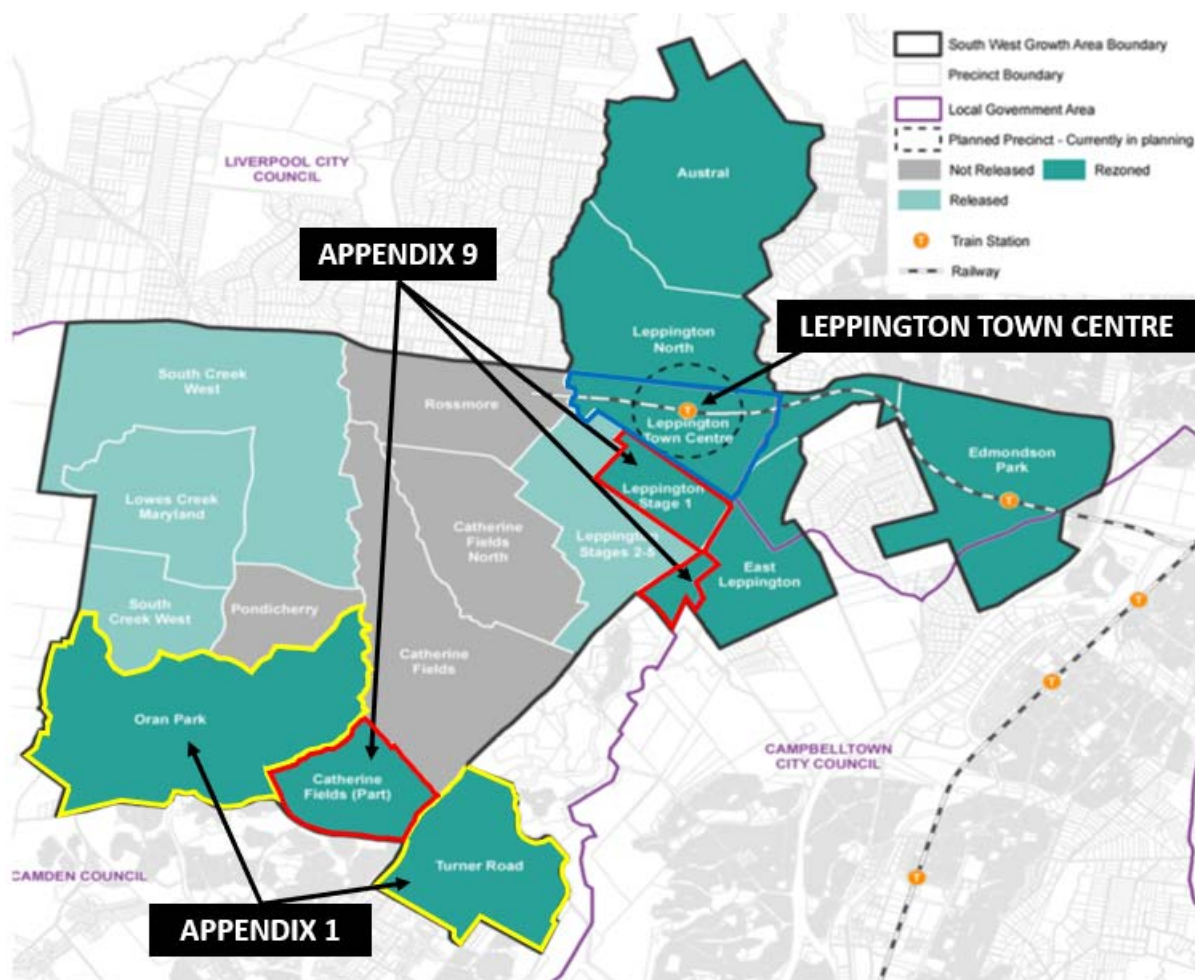 South West Growth Area Boundary
Precinct Boundary
Local Government Area
Planned Precinct - Currently in planning
Not Released
Rezoned
Released
T
Train Station
Railway
LIVERPOOL CITY
COUNCIL
Austral
APPENDIX 9
LEPPINGTON TOWN CENTRE
Leppington
North
South Creek
West
Rossmore
T
Leppington
Town Centre
Edmondson
Park
T
Lowes Creek
Maryland
Leppington
Stage 1
Catherine
Fields
North
Leppington
Stages 2-5
East
Leppington
T
South
Creek West
Pondicherry
Catherine
Fields
T
Oran Park
CAMPBELLTOWN
CITY COUNCIL
Catherine
Fields (Part)
Turner Road
CAMDEN COUNCIL
T
APPENDIX 1